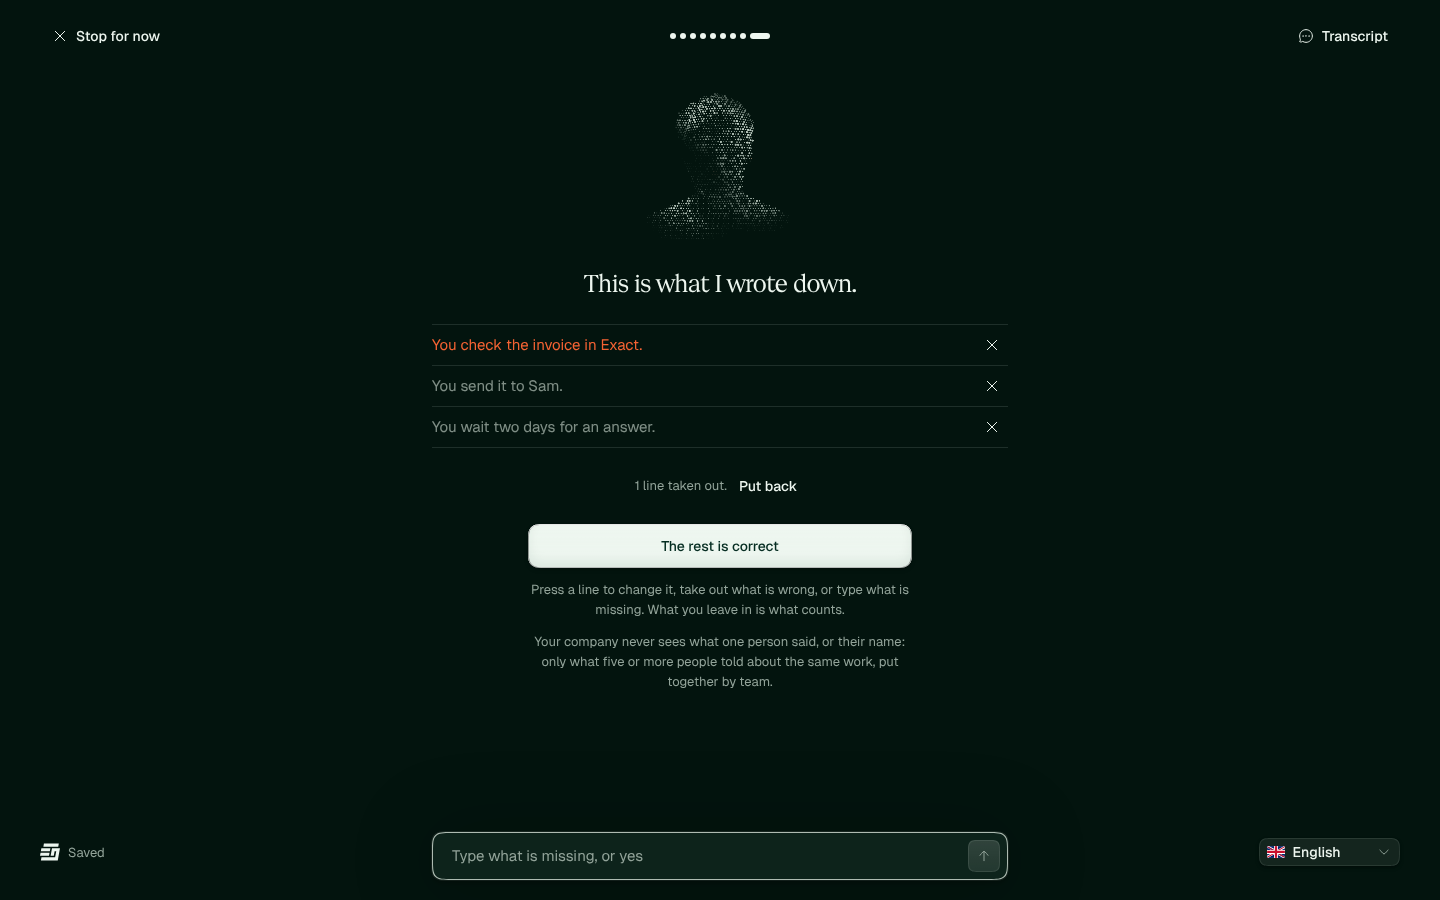 Stop for now
Transcript
This is what I wrote down.
You check the invoice in Exact.
You send it to Sam.
You wait two days for an answer.
1 line taken out. Put back
The rest is correct
Press a line to change it, take out what is wrong, or type what is
missing. What you leave in is what counts.
Your company never sees what one person said, or their name:
only what five or more people told about the same work, put
together by team.
Saved
Type what is missing, or yes
English